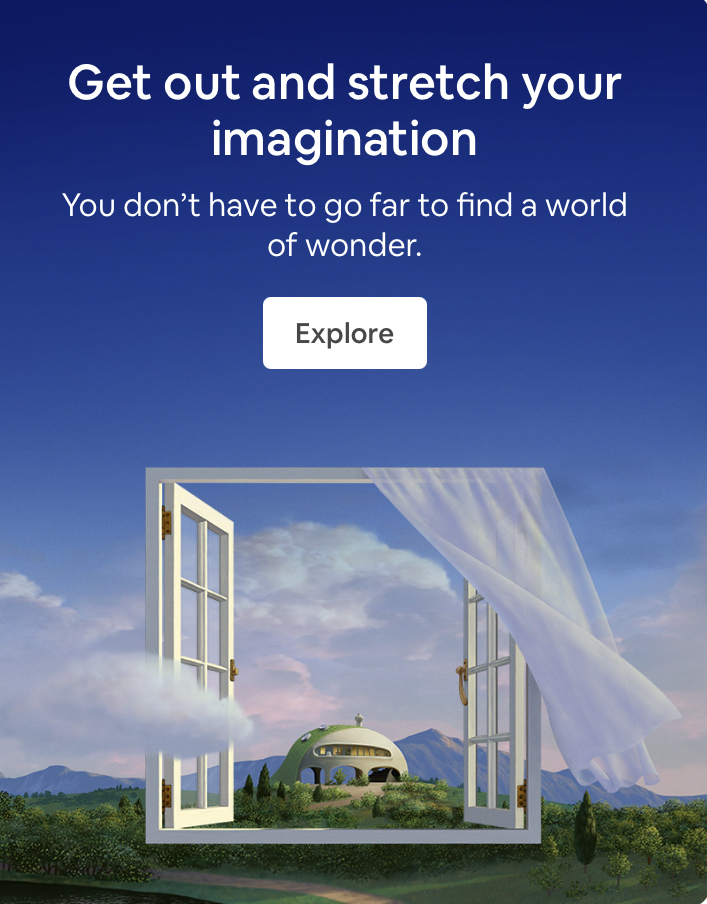 Get out and stretch your
imagination
You don’t have to go far to find a world
of wonder.
Explore